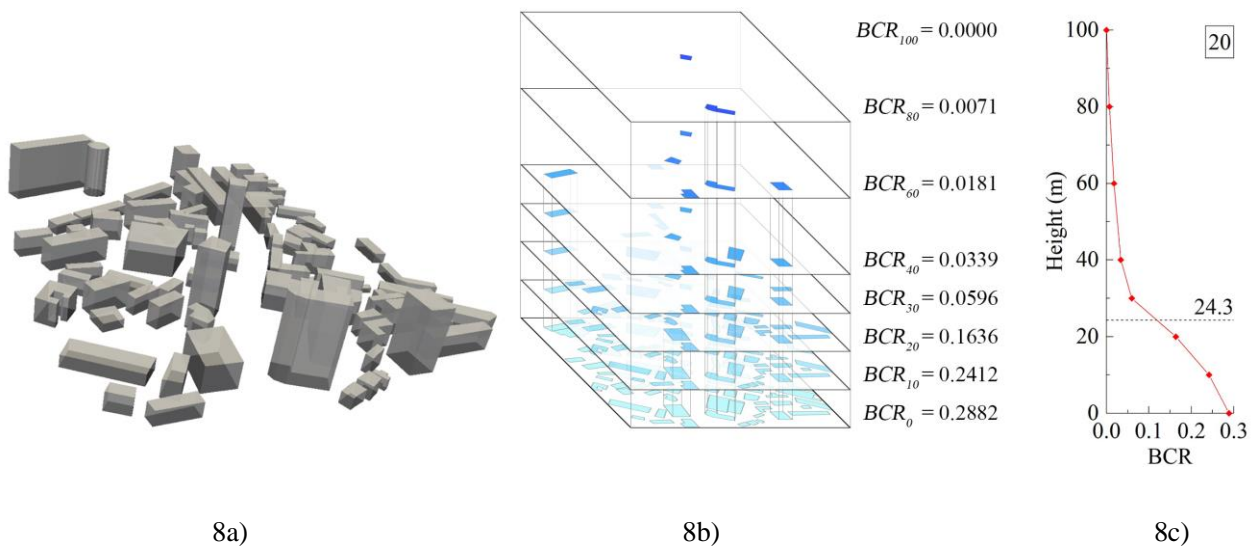 BCR100 = 0.0000
BCR80 = 0.0071
BCR60 = 0.0181
BCR40 = 0.0339
BCR30 = 0.0596
BCR20 = 0.1636
BCR10 = 0.2412
BCR0 = 0.2882
20
100
80
60
40
20
0
Height (m)
24.3
0.0 0.1 0.2 0.3
BCR
8a) 8b) 8c)